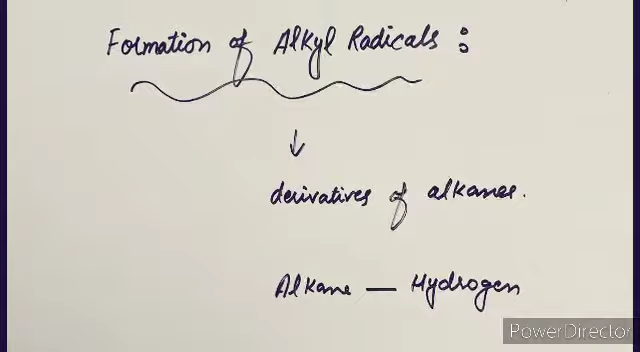 Formation of Alkyl Radicals :
↓
derivatives of alkanes.
Alkane — Hydrogen
PowerDirector